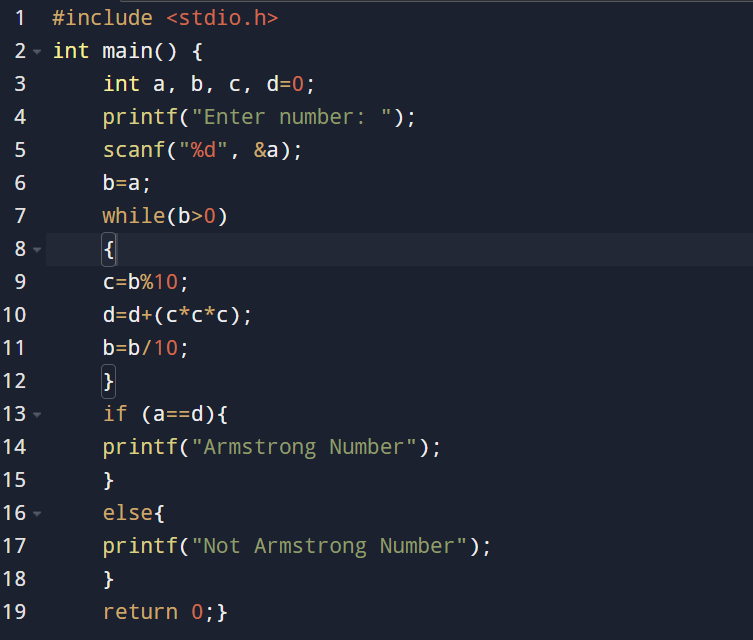 1 #include <stdio.h>
2 int main() {
3     int a, b, c, d=0;
4     printf("Enter number: ");
5     scanf("%d", &a);
6     b=a;
7     while(b>0)
8     {
9     c=b%10;
10     d=d+(c*c*c);
11     b=b/10;
12     }
13     if (a==d){
14     printf("Armstrong Number");
15     }
16     else{
17     printf("Not Armstrong Number");
18     }
19     return 0;}